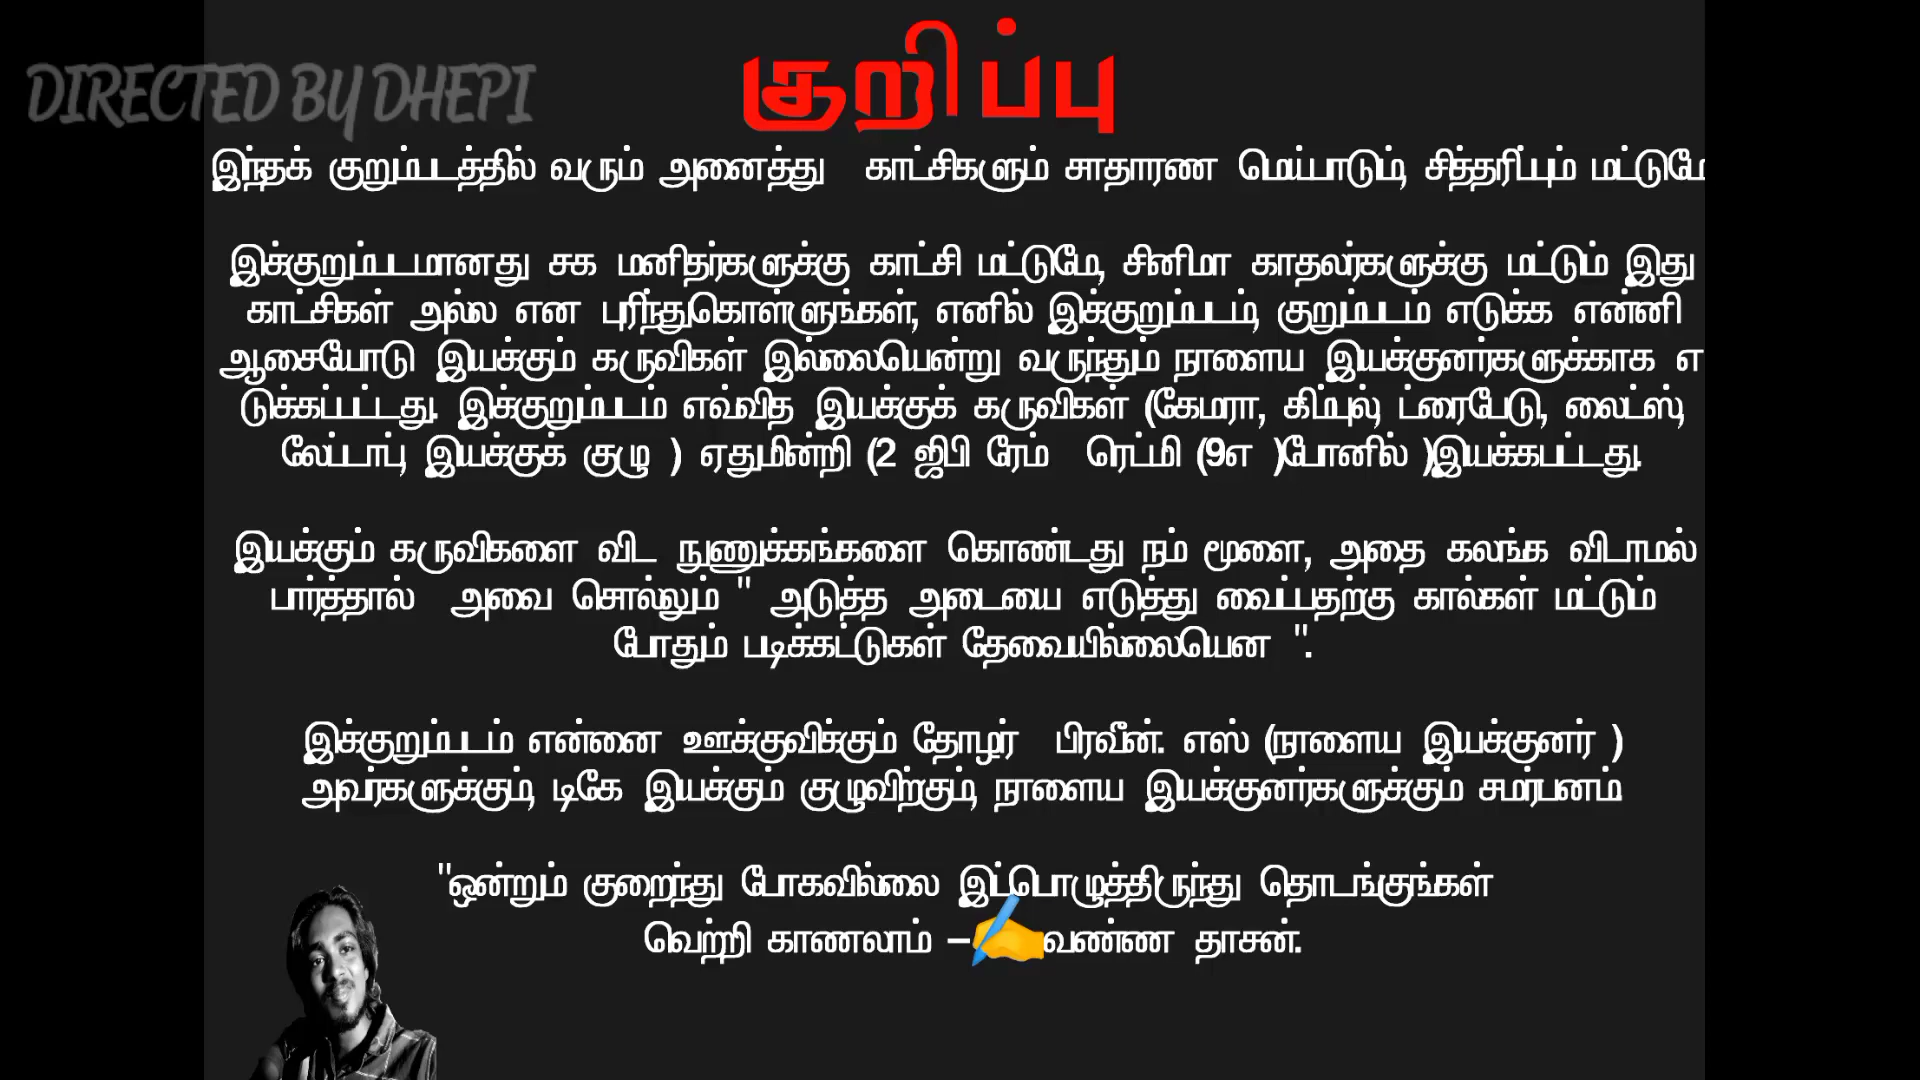 DIRECTED BY DHEPI
குறிப்பு
இந்தக் குறும்படத்தில் வரும் அனைத்து காட்சிகளும் சாதாரண மெய்பாடும், சித்தரிப்பும் மட்டுமே
இக்குறும்படமானது சக மனிதர்களுக்கு காட்சி மட்டுமே, சினிமா காதலர்களுக்கு மட்டும் இது
காட்சிகள் அல்ல என புரிந்துகொள்ளுங்கள், எனில் இக்குறும்படம், குறும்படம் எடுக்க எண்ணி
ஆசையோடு இயக்கும் கருவிகள் இல்லையென்று வருந்தும் நாளைய இயக்குனர்களுக்காக எ
டுக்கப்பட்டது. இக்குறும்படம் எவ்வித இயக்குக் கருவிகள் (கேமரா, கிம்புல், ட்ரைபேடு, லைட்ஸ்,
லேப்டாப், இயக்குக் குழு ) ஏதுமின்றி (2 ஜிபி ரேம் ரெட்மி (9எ )போனில் )இயக்கபட்டது.
இயக்கும் கருவிகளை விட நுணுக்கங்களை கொண்டது நம் மூளை, அதை கலங்க விடாமல்
பார்த்தால் அவை சொல்லும் " அடுத்த அடையை எடுத்து வைப்பதற்கு கால்கள் மட்டும்
போதும் படிக்கட்டுகள் தேவையில்லையென ".
இக்குறும்படம் என்னை ஊக்குவிக்கும் தோழர் பிரவீன். எஸ் (நாளைய இயக்குனர் )
அவர்களுக்கும், டிகே இயக்கும் குழுவிற்கும், நாளைய இயக்குனர்களுக்கும் சமர்பனம்.
"ஒன்றும் குறைந்து போகவில்லை இப்பொழுத்திருந்து தொடங்குங்கள்
வெற்றி காணலாம் –✍வண்ண தாசன்.